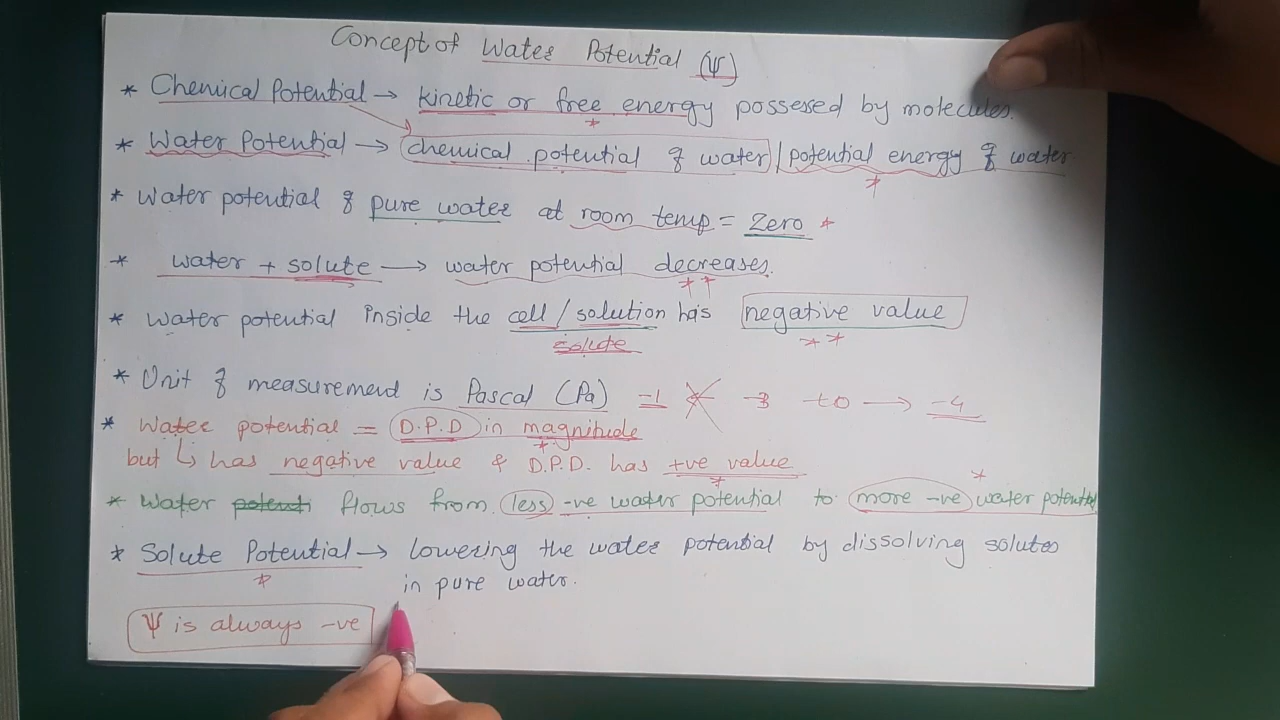 Concept of Water Potential (Ψ)
* Chemical Potential → kinetic or free energy possessed by molecules.
* Water Potential → chemical potential of water / potential energy of water
* Water potential of pure water at room temp = Zero *
* water + solute → water potential decreases.
* Water potential inside the cell / solution has negative value
solute
* Unit of measurement is Pascal (Pa) -1 -3 to → -4
* Water potential = D.P.D in magnitude
but ↳ has negative value & D.P.D. has +ve value
* Water potenti flows from less -ve water potential to more -ve water potential
* Solute Potential → lowering the water potential by dissolving solutes
in pure water.
Ψ is always -ve